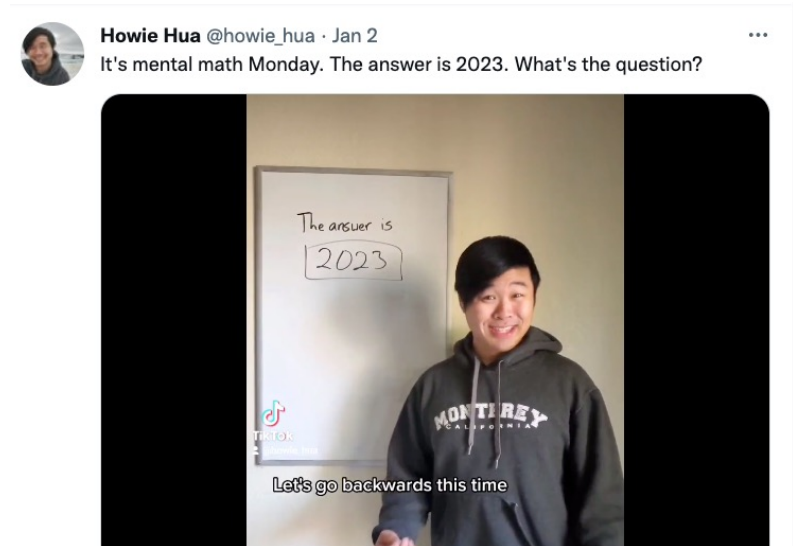 Howie Hua @howie_hua · Jan 2
It's mental math Monday. The answer is 2023. What's the question?
The answer is
2023
MONTEREY
CALIFORNIA
TikTok
Let's go backwards this time